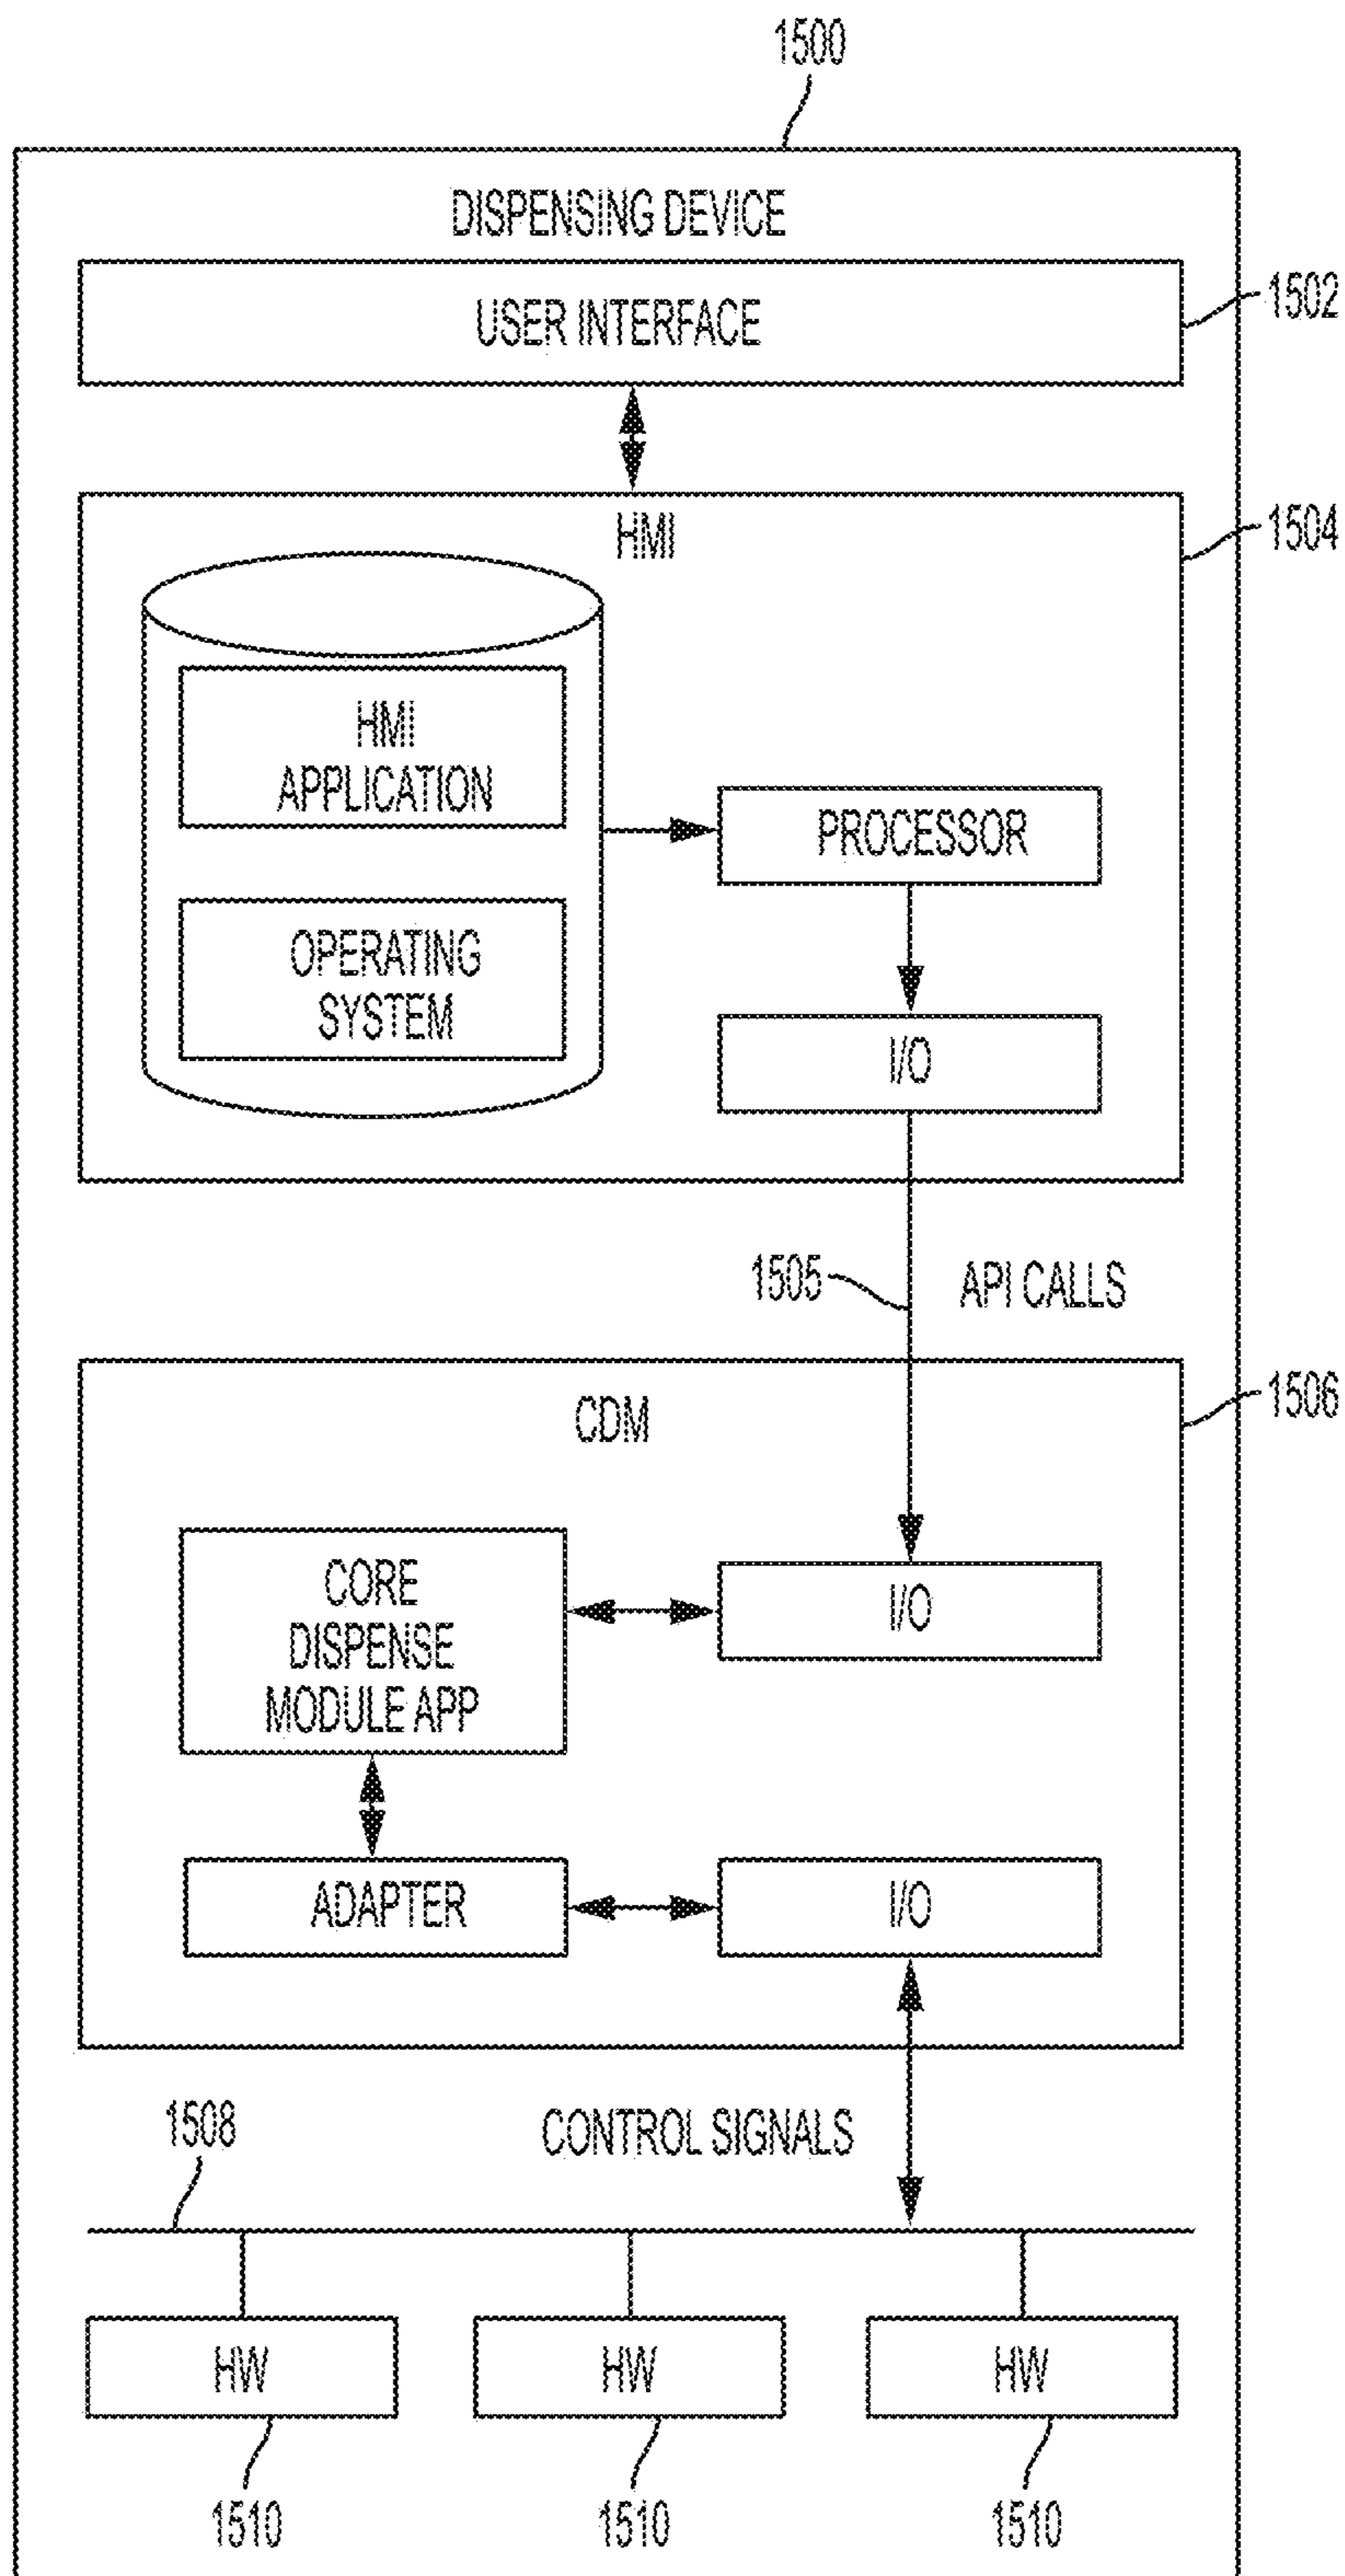 1500
DISPENSING DEVICE
USER INTERFACE
1502
HMI
1504
HMI
APPLICATION
PROCESSOR
OPERATING
SYSTEM
I/O
1505
API CALLS
CDM
1506
CORE
DISPENSE
MODULE APP
I/O
ADAPTER
I/O
1508
CONTROL SIGNALS
HW
HW
HW
1510
1510
1510